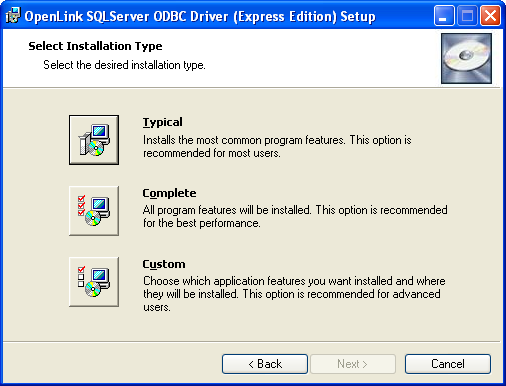 OpenLink SQLServer ODBC Driver (Express Edition) Setup
Select Installation Type
Select the desired installation type.
Typical
Installs the most common program features. This option is
recommended for most users.
Complete
All program features will be installed. This option is recommended
for the best performance.
Custom
Choose which application features you want installed and where
they will be installed. This option is recommended for advanced
users.
< Back
Next >
Cancel